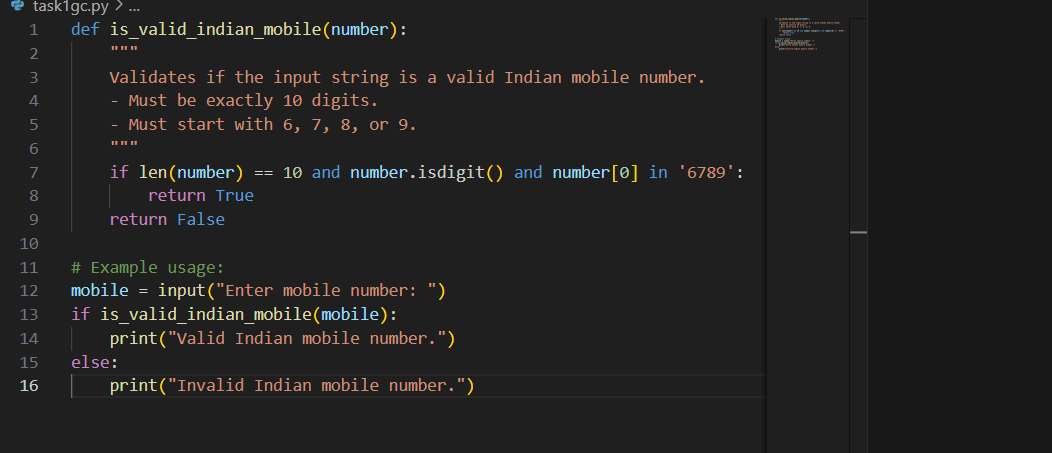 task1gc.py > ...
1 def is_valid_indian_mobile(number):
2 """
3 Validates if the input string is a valid Indian mobile number.
4 - Must be exactly 10 digits.
5 - Must start with 6, 7, 8, or 9.
6 """
7 if len(number) == 10 and number.isdigit() and number[0] in '6789':
8 return True
9 return False
10
11 # Example usage:
12 mobile = input("Enter mobile number: ")
13 if is_valid_indian_mobile(mobile):
14 print("Valid Indian mobile number.")
15 else:
16 print("Invalid Indian mobile number.")